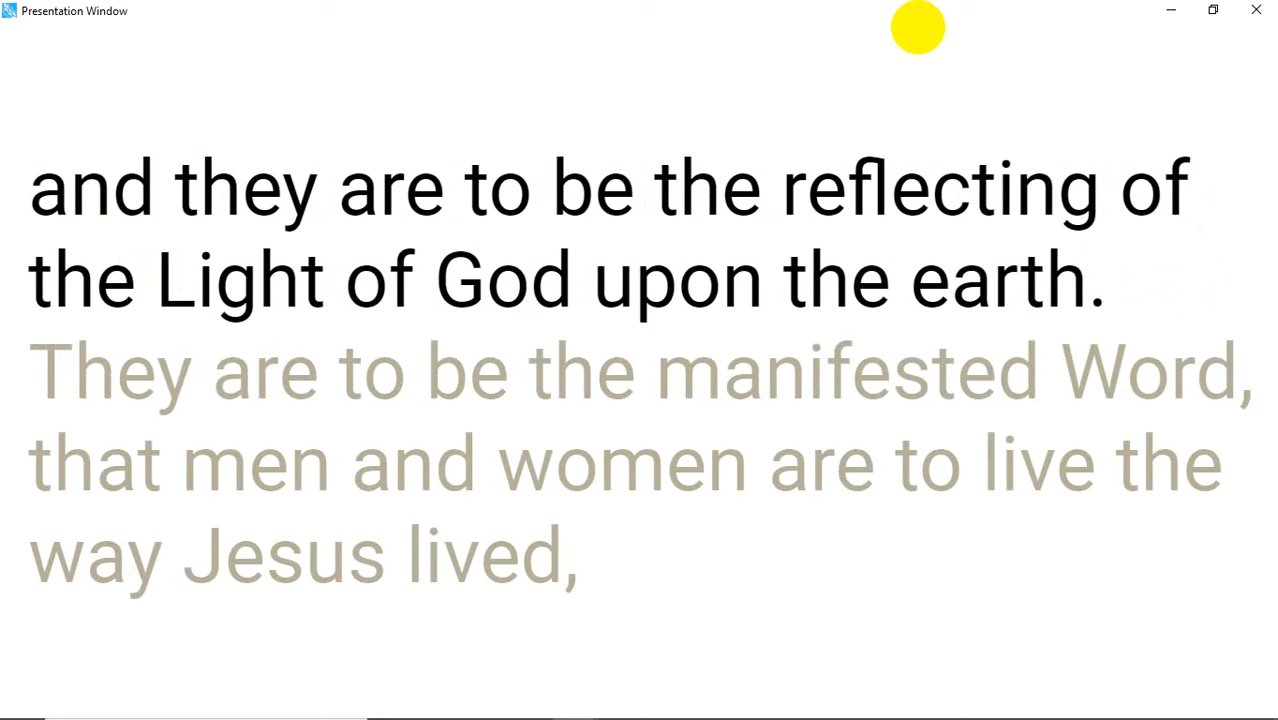 Presentation Window
and they are to be the reflecting of
the Light of God upon the earth.
They are to be the manifested Word,
that men and women are to live the
way Jesus lived,